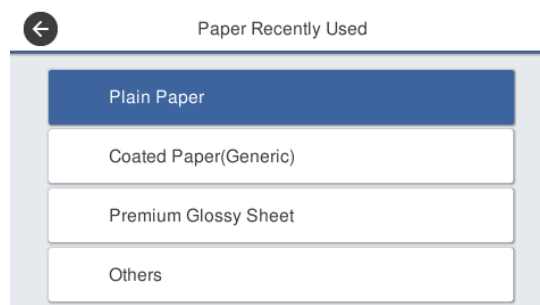 Paper Recently Used
Plain Paper
Coated Paper(Generic)
Premium Glossy Sheet
Others